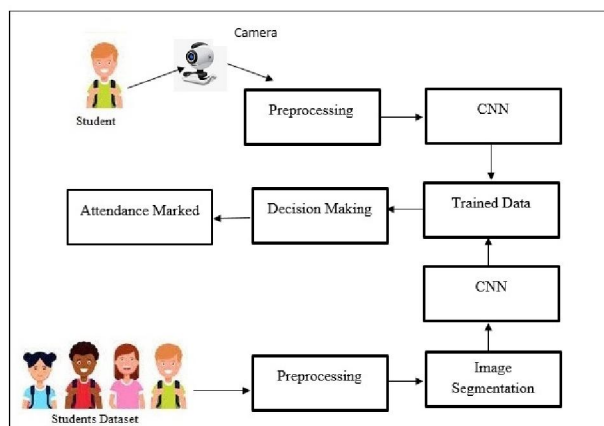 Camera
Student
Preprocessing
CNN
Attendance Marked
Decision Making
Trained Data
CNN
Students Dataset
Preprocessing
Image
Segmentation